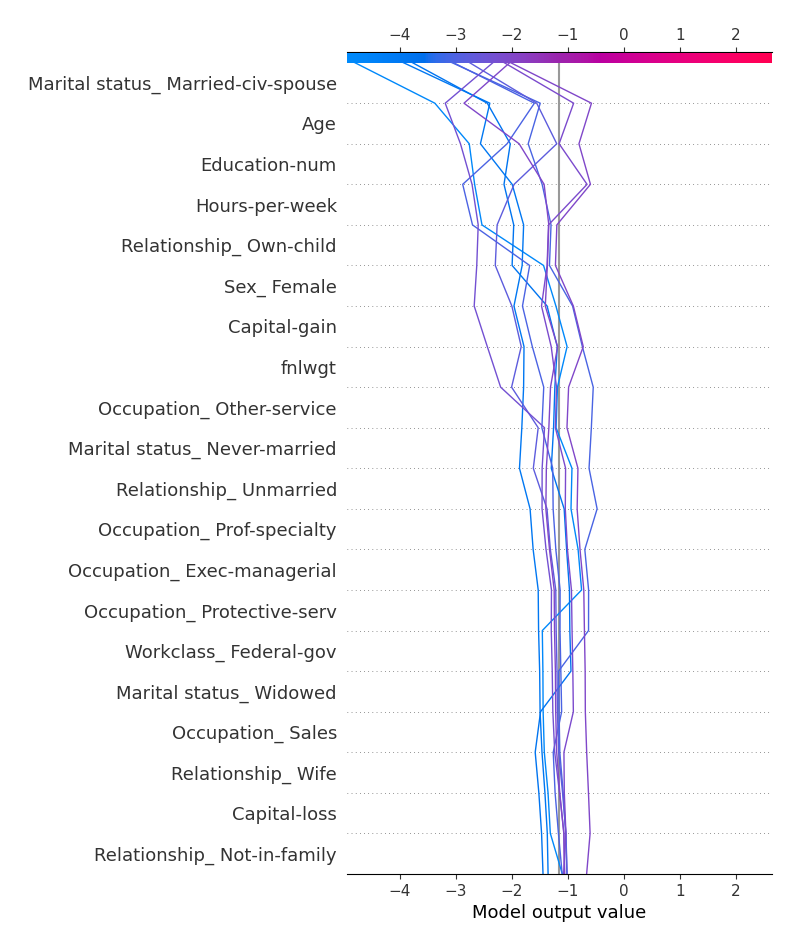 −4 −3 −2 −1 0 1 2
Marital status_ Married-civ-spouse
Age
Education-num
Hours-per-week
Relationship_ Own-child
Sex_ Female
Capital-gain
fnlwgt
Occupation_ Other-service
Marital status_ Never-married
Relationship_ Unmarried
Occupation_ Prof-specialty
Occupation_ Exec-managerial
Occupation_ Protective-serv
Workclass_ Federal-gov
Marital status_ Widowed
Occupation_ Sales
Relationship_ Wife
Capital-loss
Relationship_ Not-in-family
−4 −3 −2 −1 0 1 2
Model output value